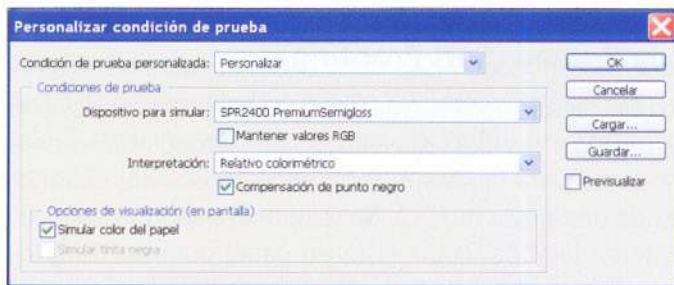 Personalizar condición de prueba
Condición de prueba personalizada: Personalizar
OK
Condiciones de prueba
Cancelar
Dispositivo para simular: SPR2400 PremiumSemigloss
Cargar...
Mantener valores RGB
Guardar...
Interpretación: Relativo colorimétrico
Compensación de punto negro
Previsualizar
Opciones de visualización (en pantalla)
Simular color del papel
Simular tinta negra